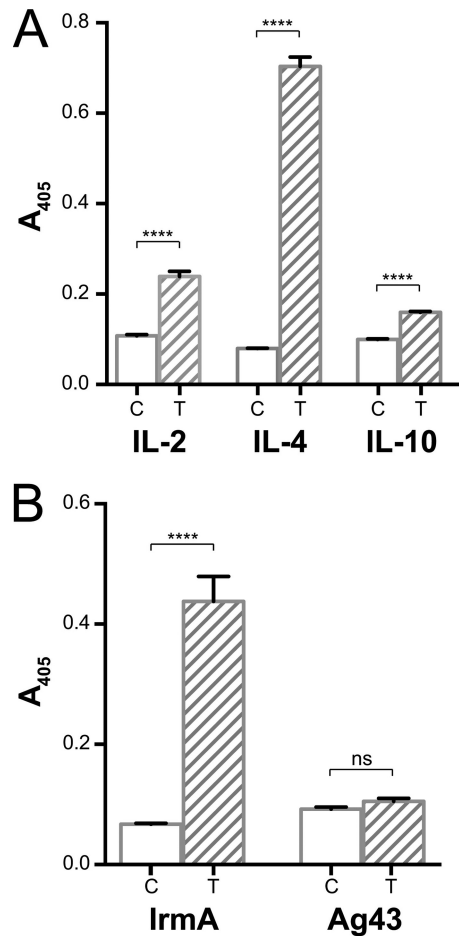 A
0.8
0.6
0.4
0.2
0.0
A405
****
****
****
C T C T C T
IL-2 IL-4 IL-10
B
0.6
0.4
0.2
0.0
A405
****
ns
C T C T
IrmA Ag43